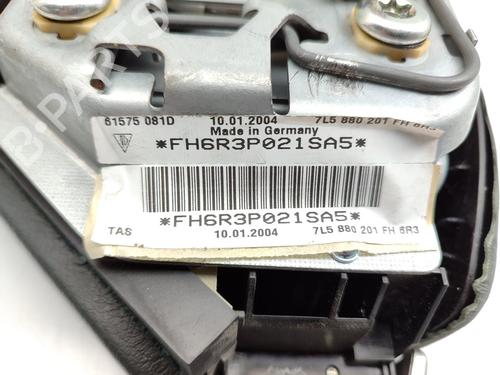 B-PARTS
61575 081D 10.01.2004 7L5 880 201 FH 6R3
Made in Germany
*FH6R3P021SA5*
*FH6R3P021SA5*
TAS 10.01.2004 7L5 880 201 FH 6R3